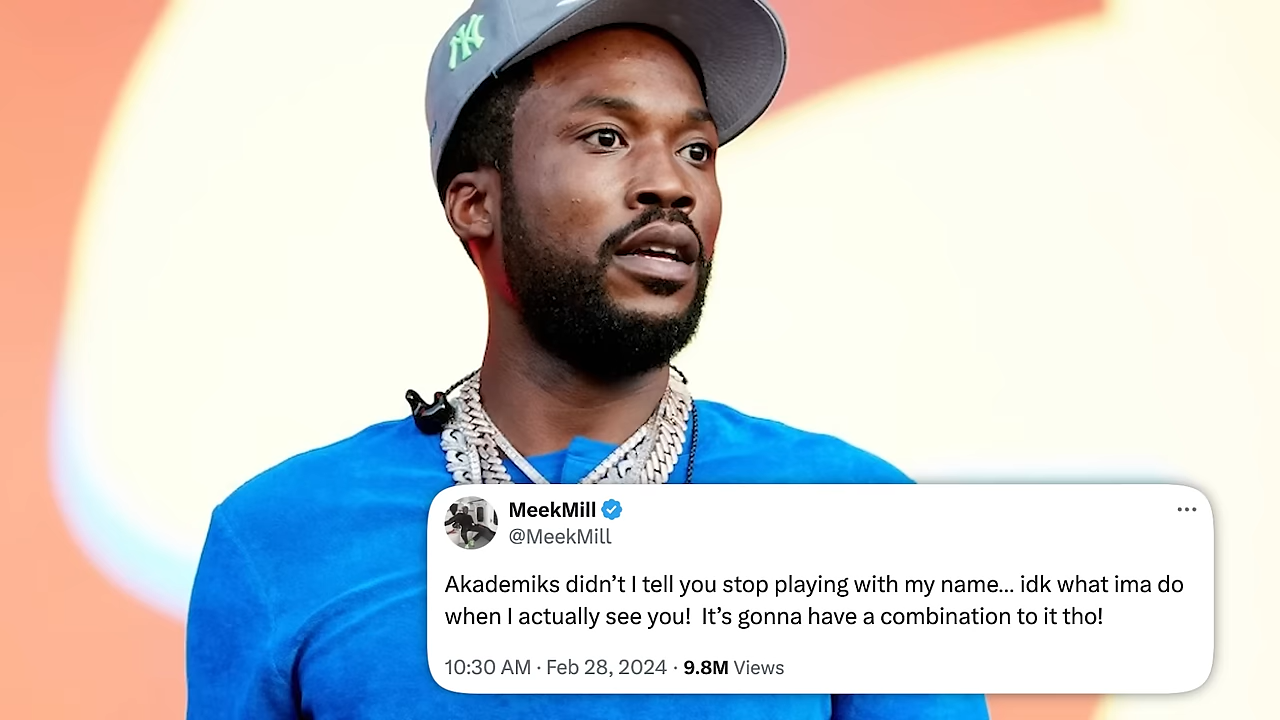 NY
MeekMill
@MeekMill
Akademiks didn’t I tell you stop playing with my name... idk what ima do
when I actually see you!  It’s gonna have a combination to it tho!
10:30 AM · Feb 28, 2024 · 9.8M Views